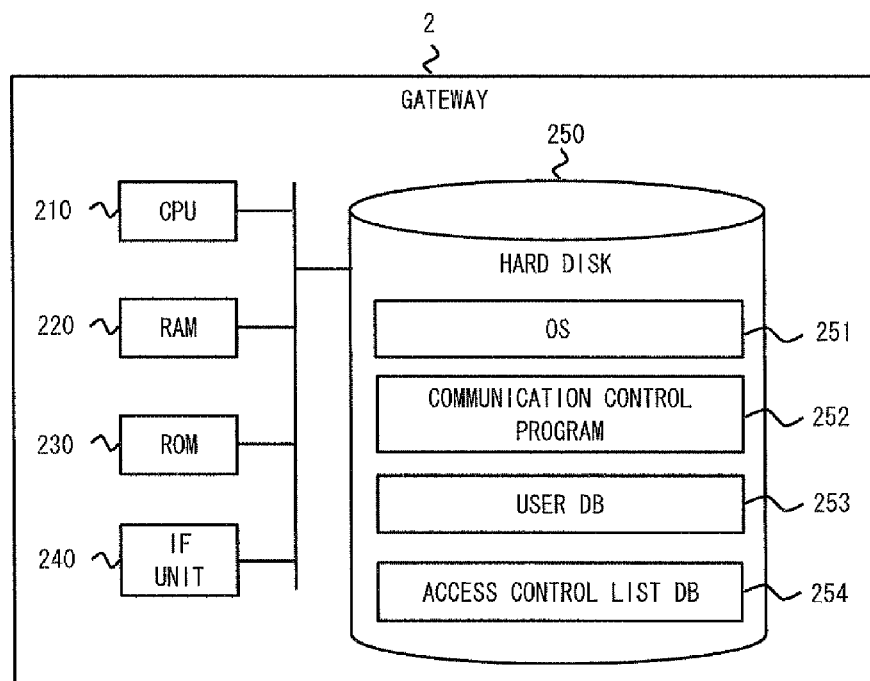 2
GATEWAY
250
210
CPU
HARD DISK
220
RAM
OS
251
COMMUNICATION CONTROL
PROGRAM
252
230
ROM
USER DB
253
240
IF
UNIT
ACCESS CONTROL LIST DB
254